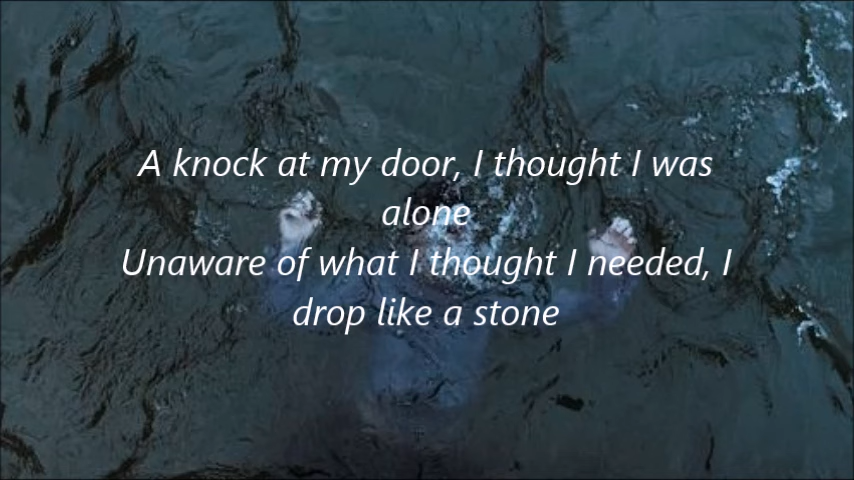 A knock at my door, I thought I was
alone
Unaware of what I thought I needed, I
drop like a stone